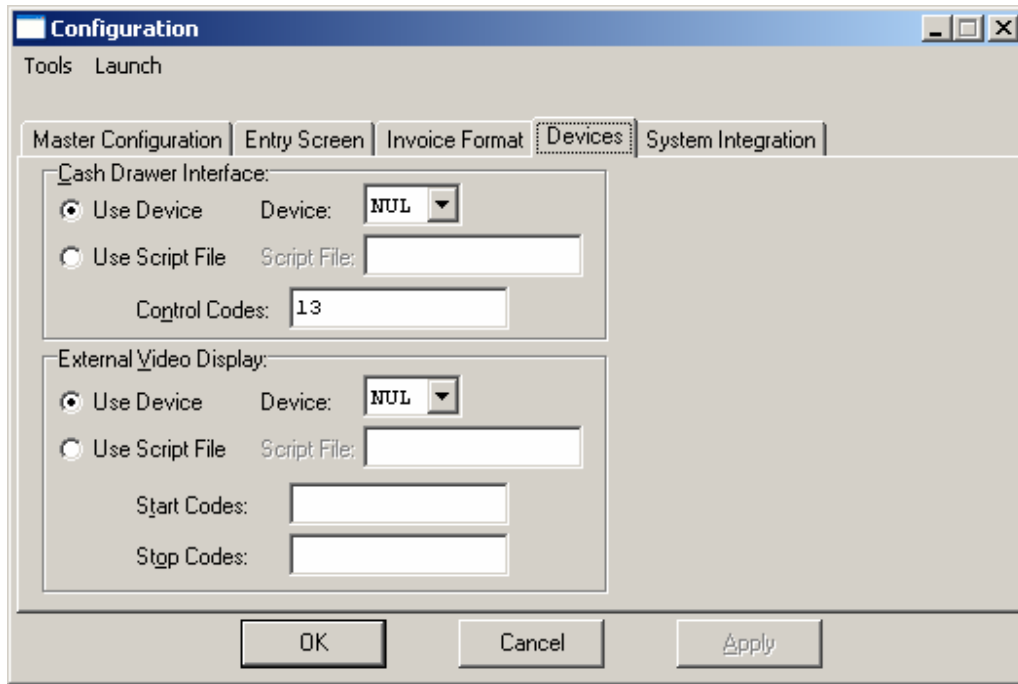 Configuration
Tools Launch
Master Configuration Entry Screen Invoice Format Devices System Integration
Cash Drawer Interface:
Use Device Device: NUL
Use Script File Script File:
Control Codes: 13
External Video Display:
Use Device Device: NUL
Use Script File Script File:
Start Codes:
Stop Codes:
OK Cancel Apply